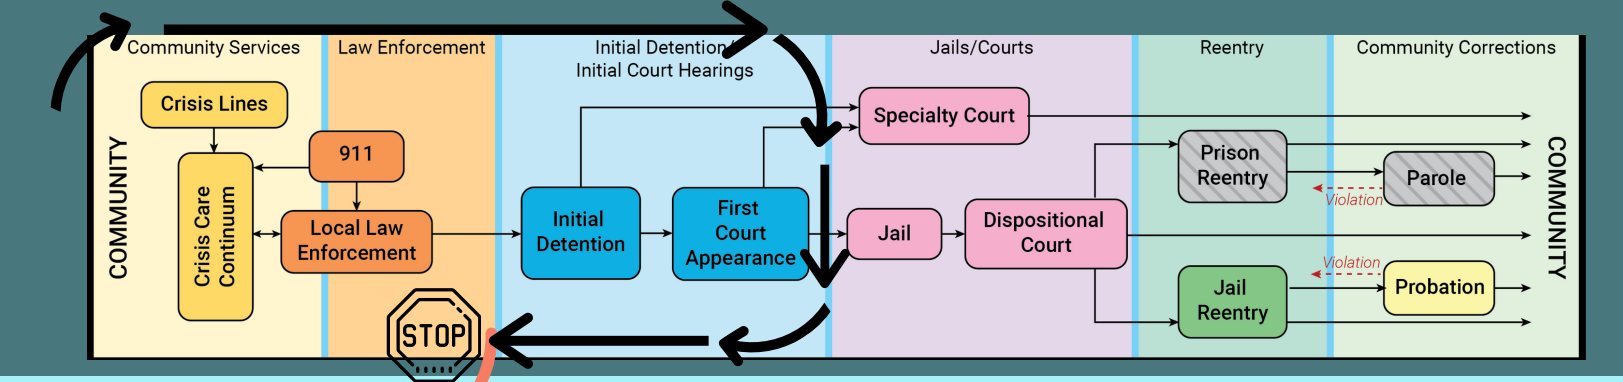 Community Services
Law Enforcement
Initial Detention/
Initial Court Hearings
Jails/Courts
Reentry
Community Corrections
COMMUNITY
Crisis Lines
Crisis Care
Continuum
911
Local Law
Enforcement
STOP
Initial
Detention
First
Court
Appearance
Specialty Court
Jail
Dispositional
Court
Prison
Reentry
Jail
Reentry
Violation
Parole
Violation
Probation
COMMUNITY